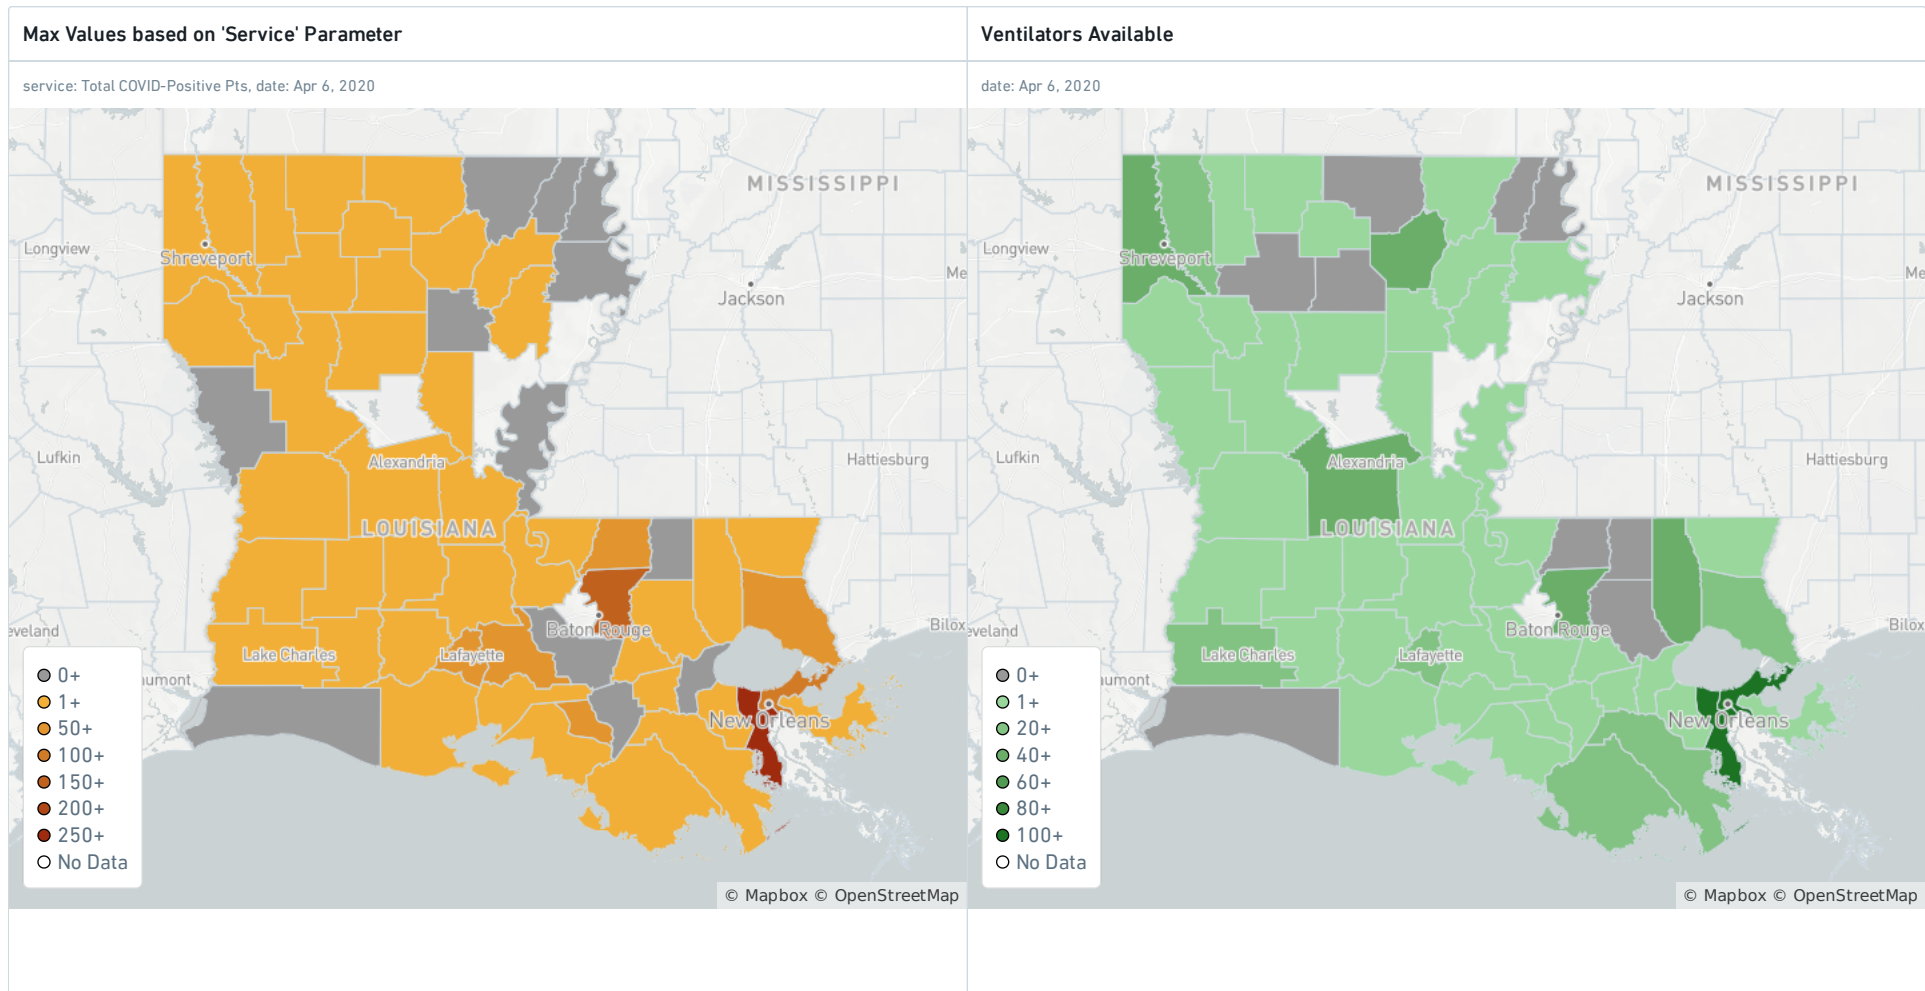 Max Values based on 'Service' Parameter
service: Total COVID-Positive Pts, date: Apr 6, 2020
MISSISSIPPI
Longview
Shreveport
Me
Jackson
Lufkin
Alexandria
Hattiesburg
LOUISIANA
eveland
Baton Rouge
Bilox
Lake Charles
Lafayette
aumont
New Orleans
0+
1+
50+
100+
150+
200+
250+
No Data
© Mapbox © OpenStreetMap
Ventilators Available
date: Apr 6, 2020
MISSISSIPPI
Longview
Shreveport
Me
Jackson
Lufkin
Alexandria
Hattiesburg
LOUISIANA
eveland
Baton Rouge
Bilox
Lake Charles
Lafayette
aumont
New Orleans
0+
1+
20+
40+
60+
80+
100+
No Data
© Mapbox © OpenStreetMap